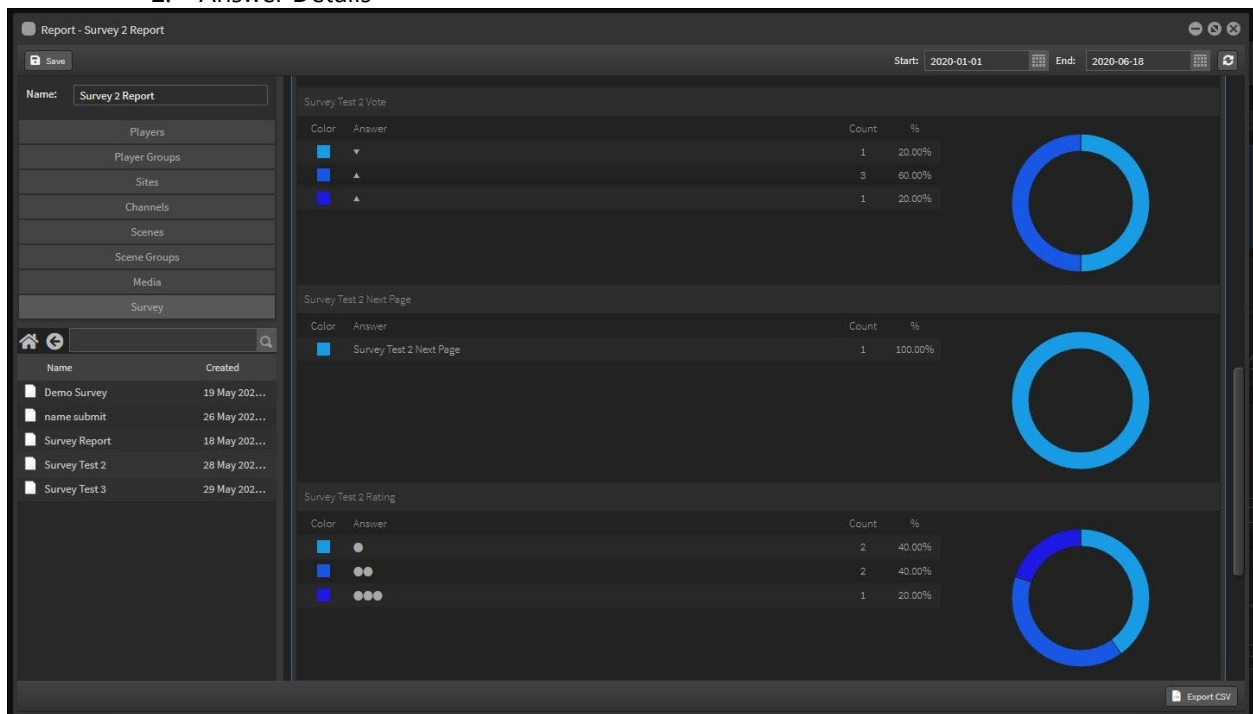 2. Answer Details
Report - Survey 2 Report
Save
Start: 2020-01-01 End: 2020-06-18
Name: Survey 2 Report
Players
Player Groups
Sites
Channels
Scenes
Scene Groups
Media
Survey
Name Created
Demo Survey 19 May 202...
name submit 26 May 202...
Survey Report 18 May 202...
Survey Test 2 28 May 202...
Survey Test 3 29 May 202...
Survey Test 2 Vote
Color Answer Count %
▼ 1 20.00%
▲ 3 60.00%
▲ 1 20.00%
Survey Test 2 Next Page
Color Answer Count %
Survey Test 2 Next Page 1 100.00%
Survey Test 2 Rating
Color Answer Count %
● 2 40.00%
●● 2 40.00%
●●● 1 20.00%
Export CSV